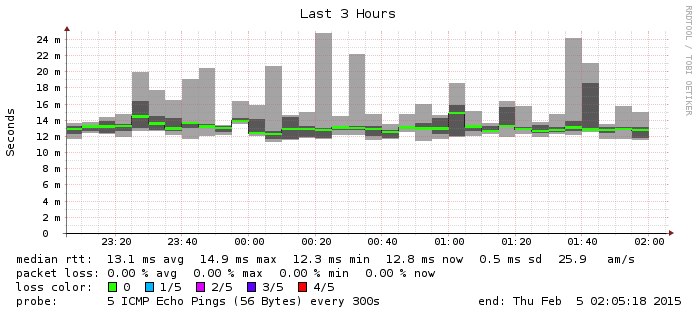 Last 3 Hours
RRDTOOL / TOBI OETIKER
Seconds
24 m
22 m
20 m
18 m
16 m
14 m
12 m
10 m
8 m
6 m
4 m
2 m
0
23:20 23:40 00:00 00:20 00:40 01:00 01:20 01:40 02:00
median rtt: 13.1 ms avg 14.9 ms max 12.3 ms min 12.8 ms now 0.5 ms sd 25.9 am/s
packet loss: 0.00 % avg 0.00 % max 0.00 % min 0.00 % now
loss color: 0 1/5 2/5 3/5 4/5
probe: 5 ICMP Echo Pings (56 Bytes) every 300s end: Thu Feb 5 02:05:18 2015